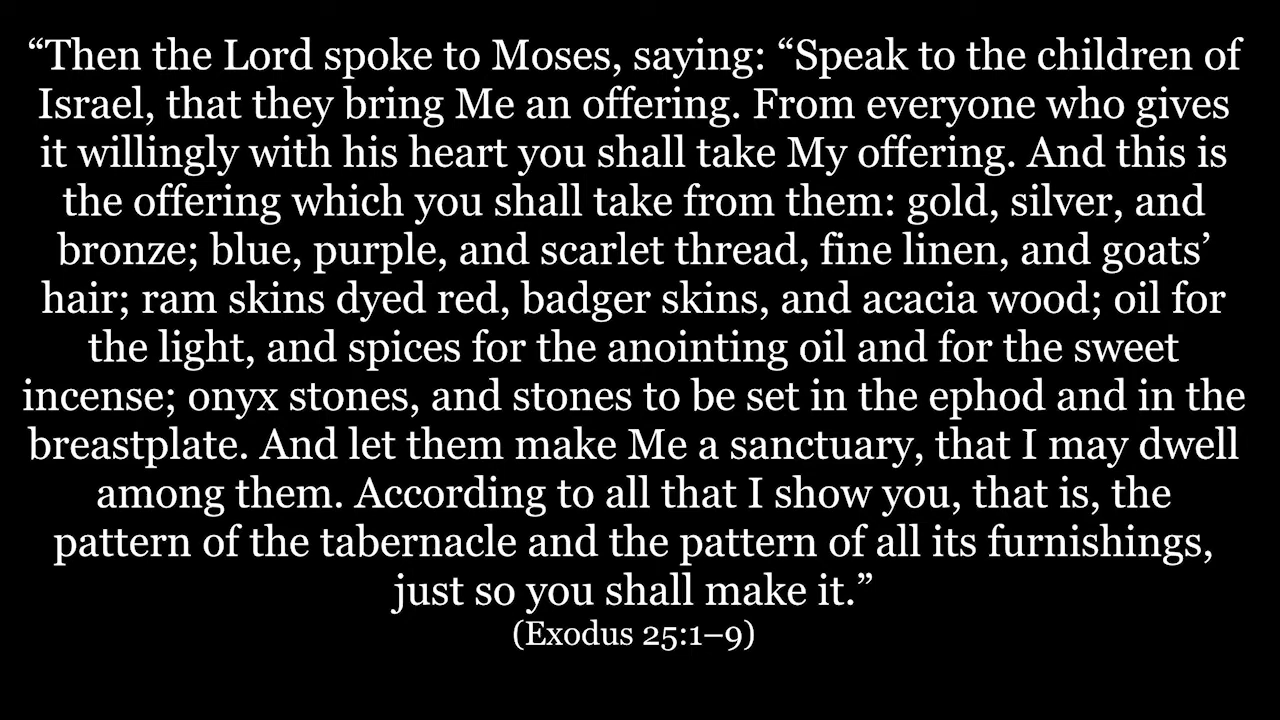 “Then the Lord spoke to Moses, saying: “Speak to the children of
Israel, that they bring Me an offering. From everyone who gives
it willingly with his heart you shall take My offering. And this is
the offering which you shall take from them: gold, silver, and
bronze; blue, purple, and scarlet thread, fine linen, and goats’
hair; ram skins dyed red, badger skins, and acacia wood; oil for
the light, and spices for the anointing oil and for the sweet
incense; onyx stones, and stones to be set in the ephod and in the
breastplate. And let them make Me a sanctuary, that I may dwell
among them. According to all that I show you, that is, the
pattern of the tabernacle and the pattern of all its furnishings,
just so you shall make it.”
(Exodus 25:1–9)